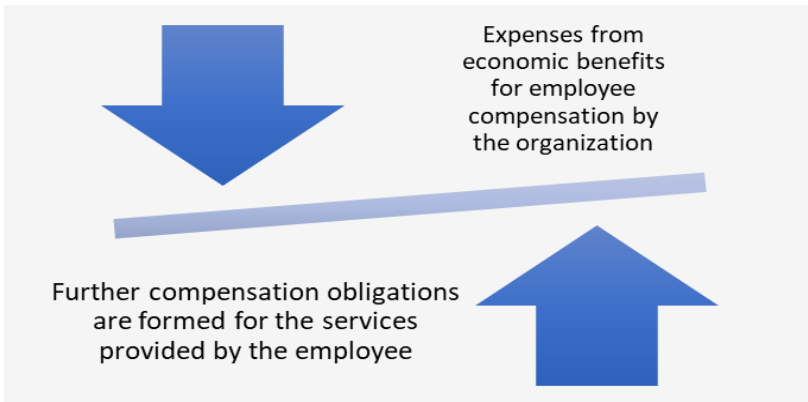 Expenses from
economic benefits
for employee
compensation by
the organization
Further compensation obligations
are formed for the services
provided by the employee